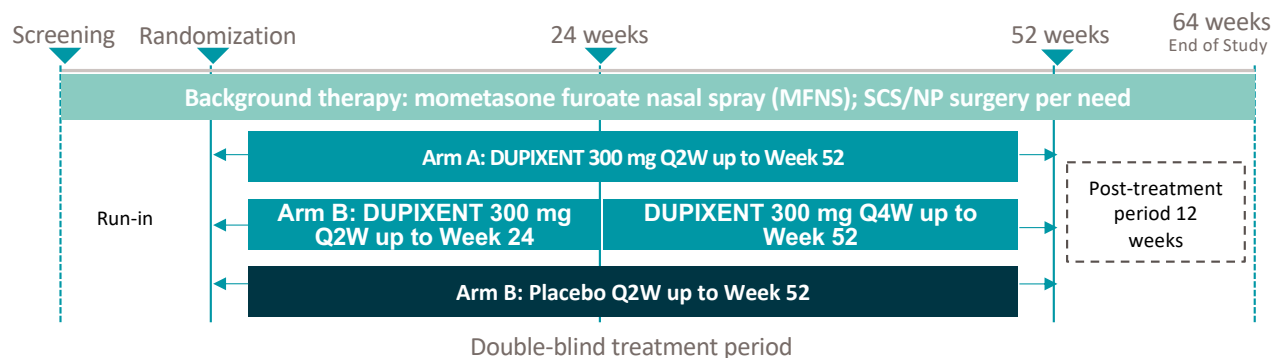 Screening
Randomization
24 weeks
52 weeks
64 weeks
End of Study
Background therapy: mometasone furoate nasal spray (MFNS); SCS/NP surgery per need
Arm A: DUPIXENT 300 mg Q2W up to Week 52
Run-in
Arm B: DUPIXENT 300 mg
Q2W up to Week 24
DUPIXENT 300 mg Q4W up to
Week 52
Post-treatment
period 12
weeks
Arm B: Placebo Q2W up to Week 52
Double-blind treatment period